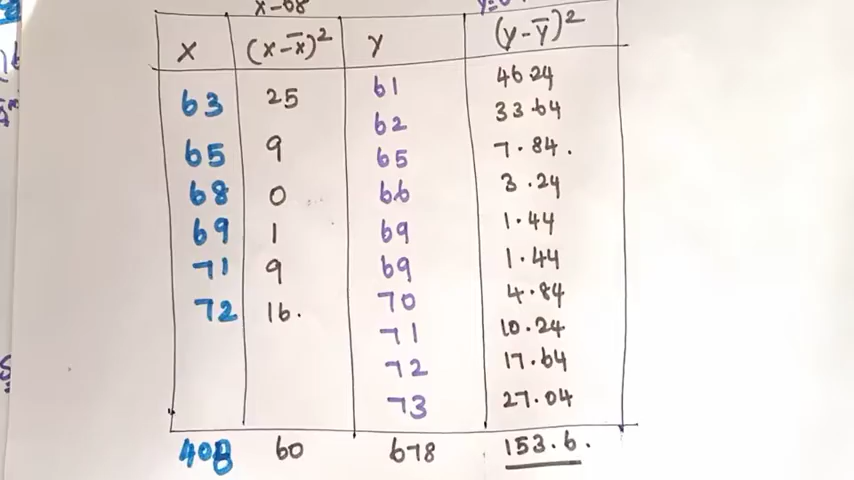 x-68
x (x-x̄)² y (y-ȳ)²
63 25 61 46.24
62 33.64
65 9 65 7.84.
68 0 66 3.24
69 1 69 1.44
71 9 69 1.44
72 16. 70 4.84
71 10.24
72 17.64
73 27.04
408 60 678 153.6.